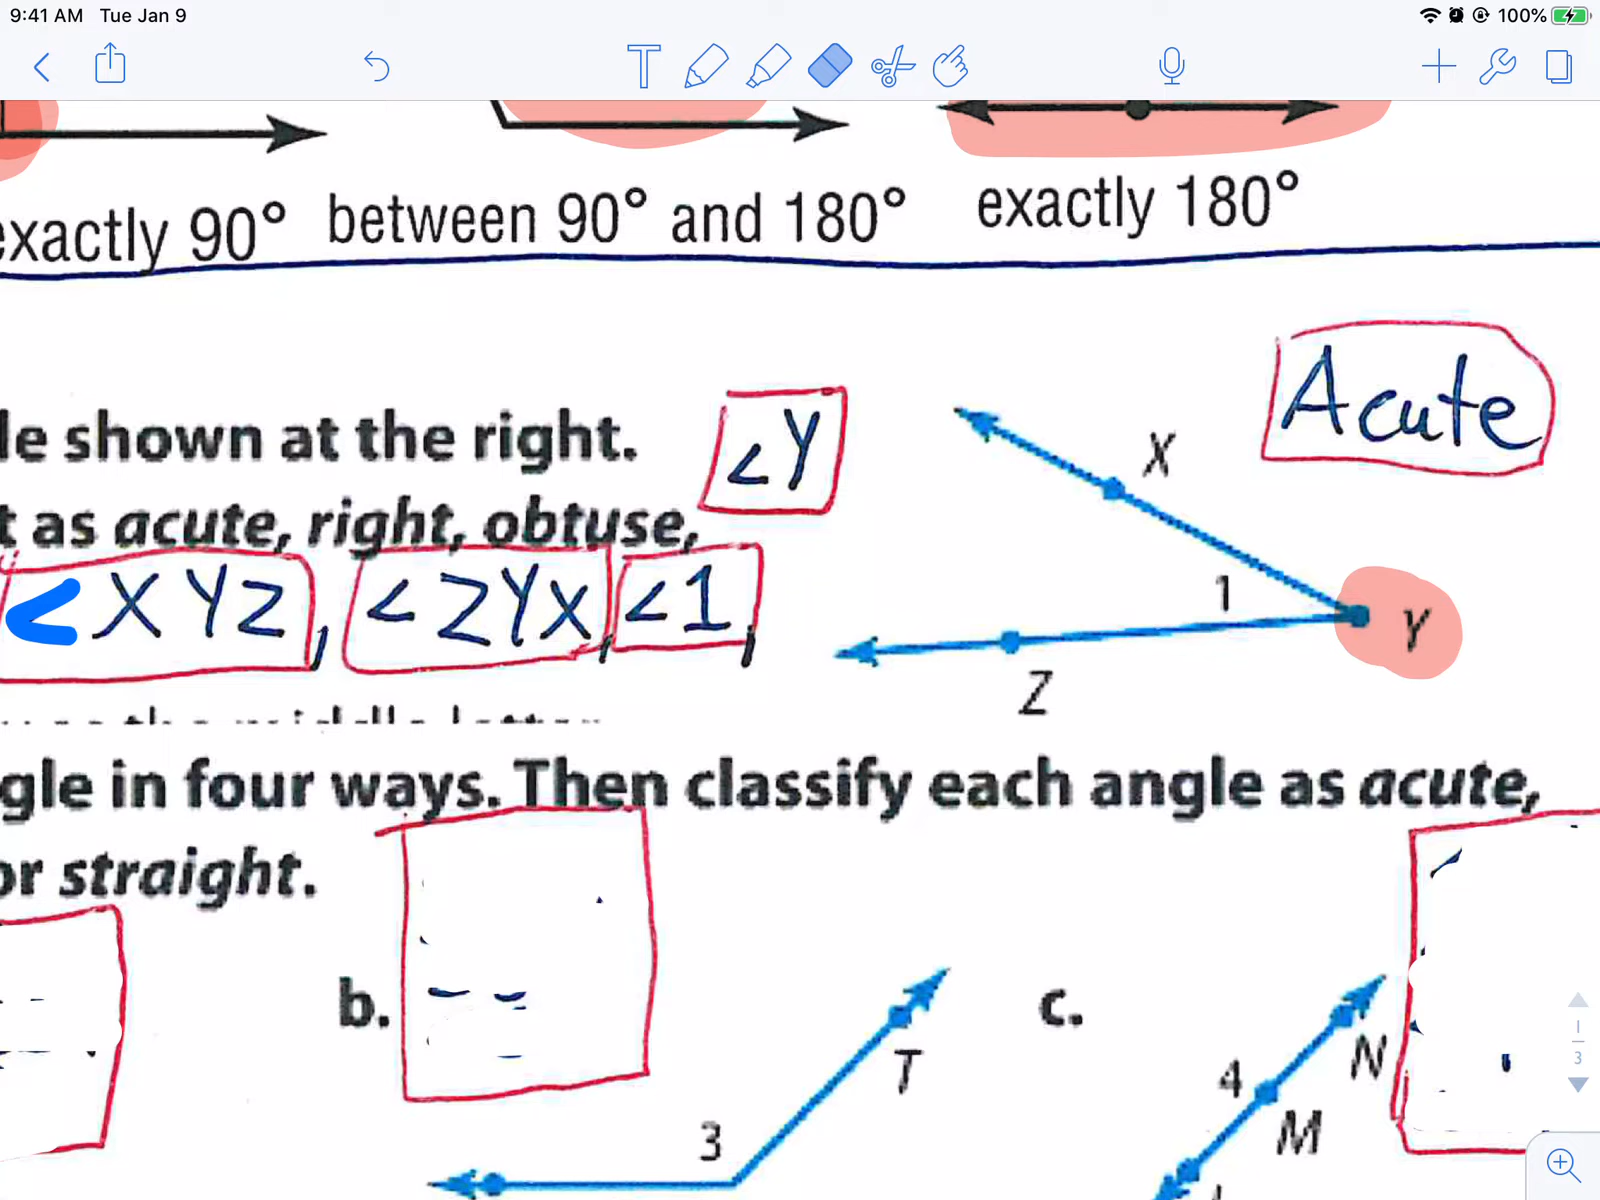 9:41 AM Tue Jan 9
100%
exactly 90° between 90° and 180° exactly 180°
Acute
le shown at the right.
∠Y
X
t as acute, right, obtuse,
<XYZ, <ZYX, <1,
1
Y
Z
gle in four ways. Then classify each angle as acute,
or straight.
b.
c.
T
N
4
M
3
1
3